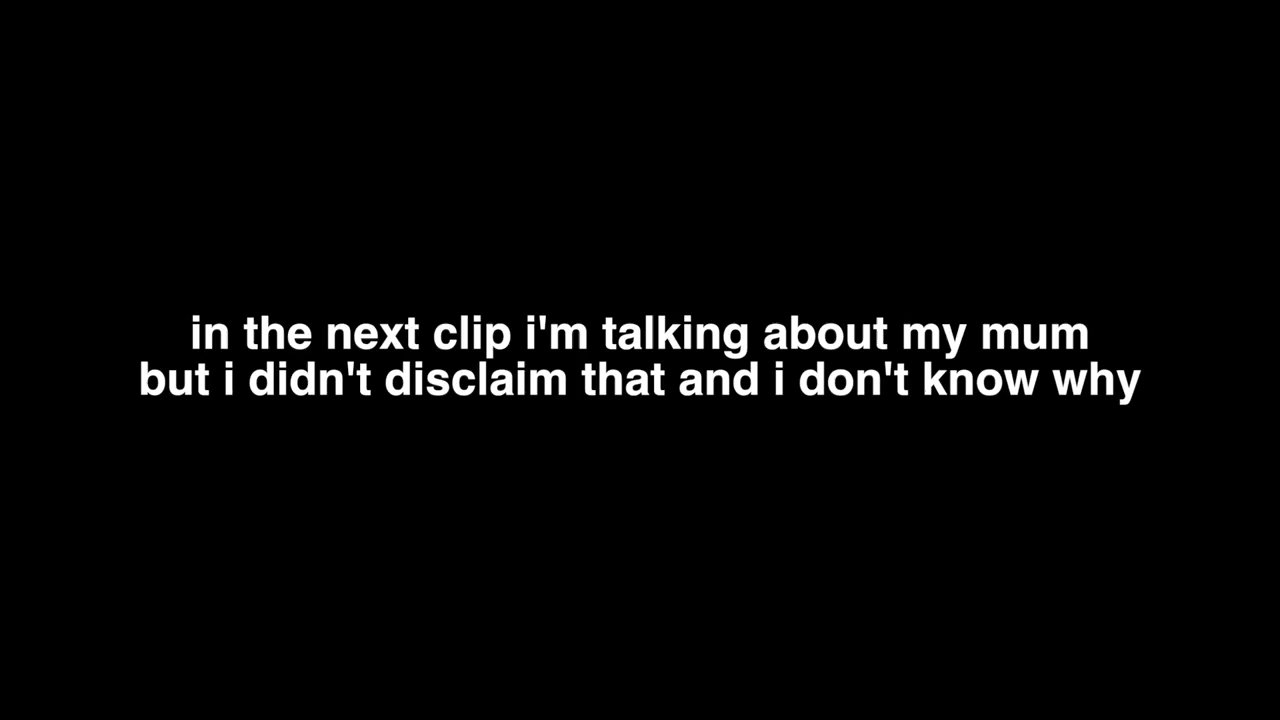 in the next clip i'm talking about my mum
but i didn't disclaim that and i don't know why